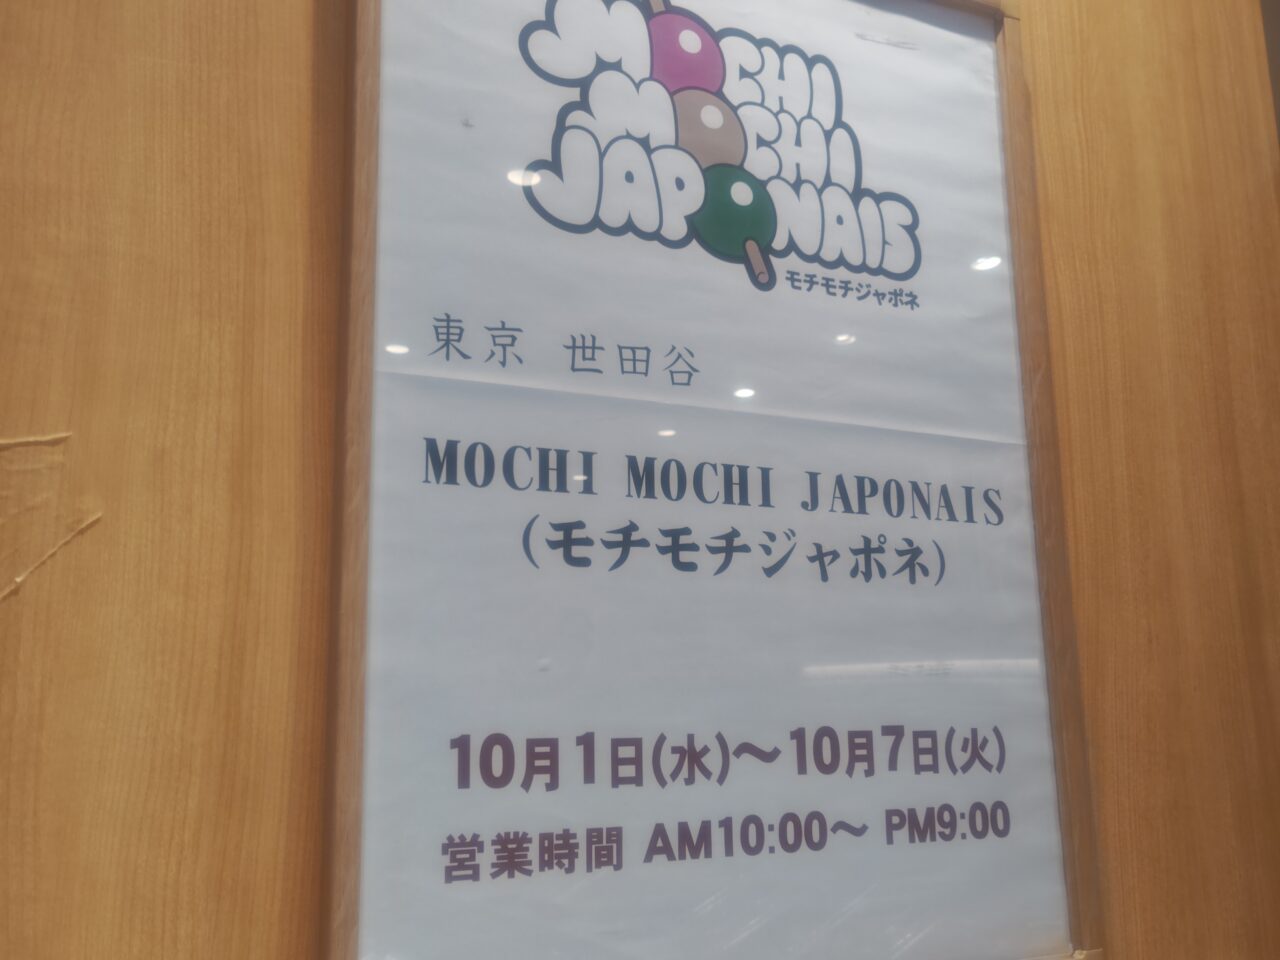 MOCHI
MOCHI
JAPONAIS
モチモチジャポネ
東京 世田谷
MOCHI MOCHI JAPONAIS
(モチモチジャポネ)
10月1日(水)～10月7日(火)
営業時間 AM10:00～ PM9:00